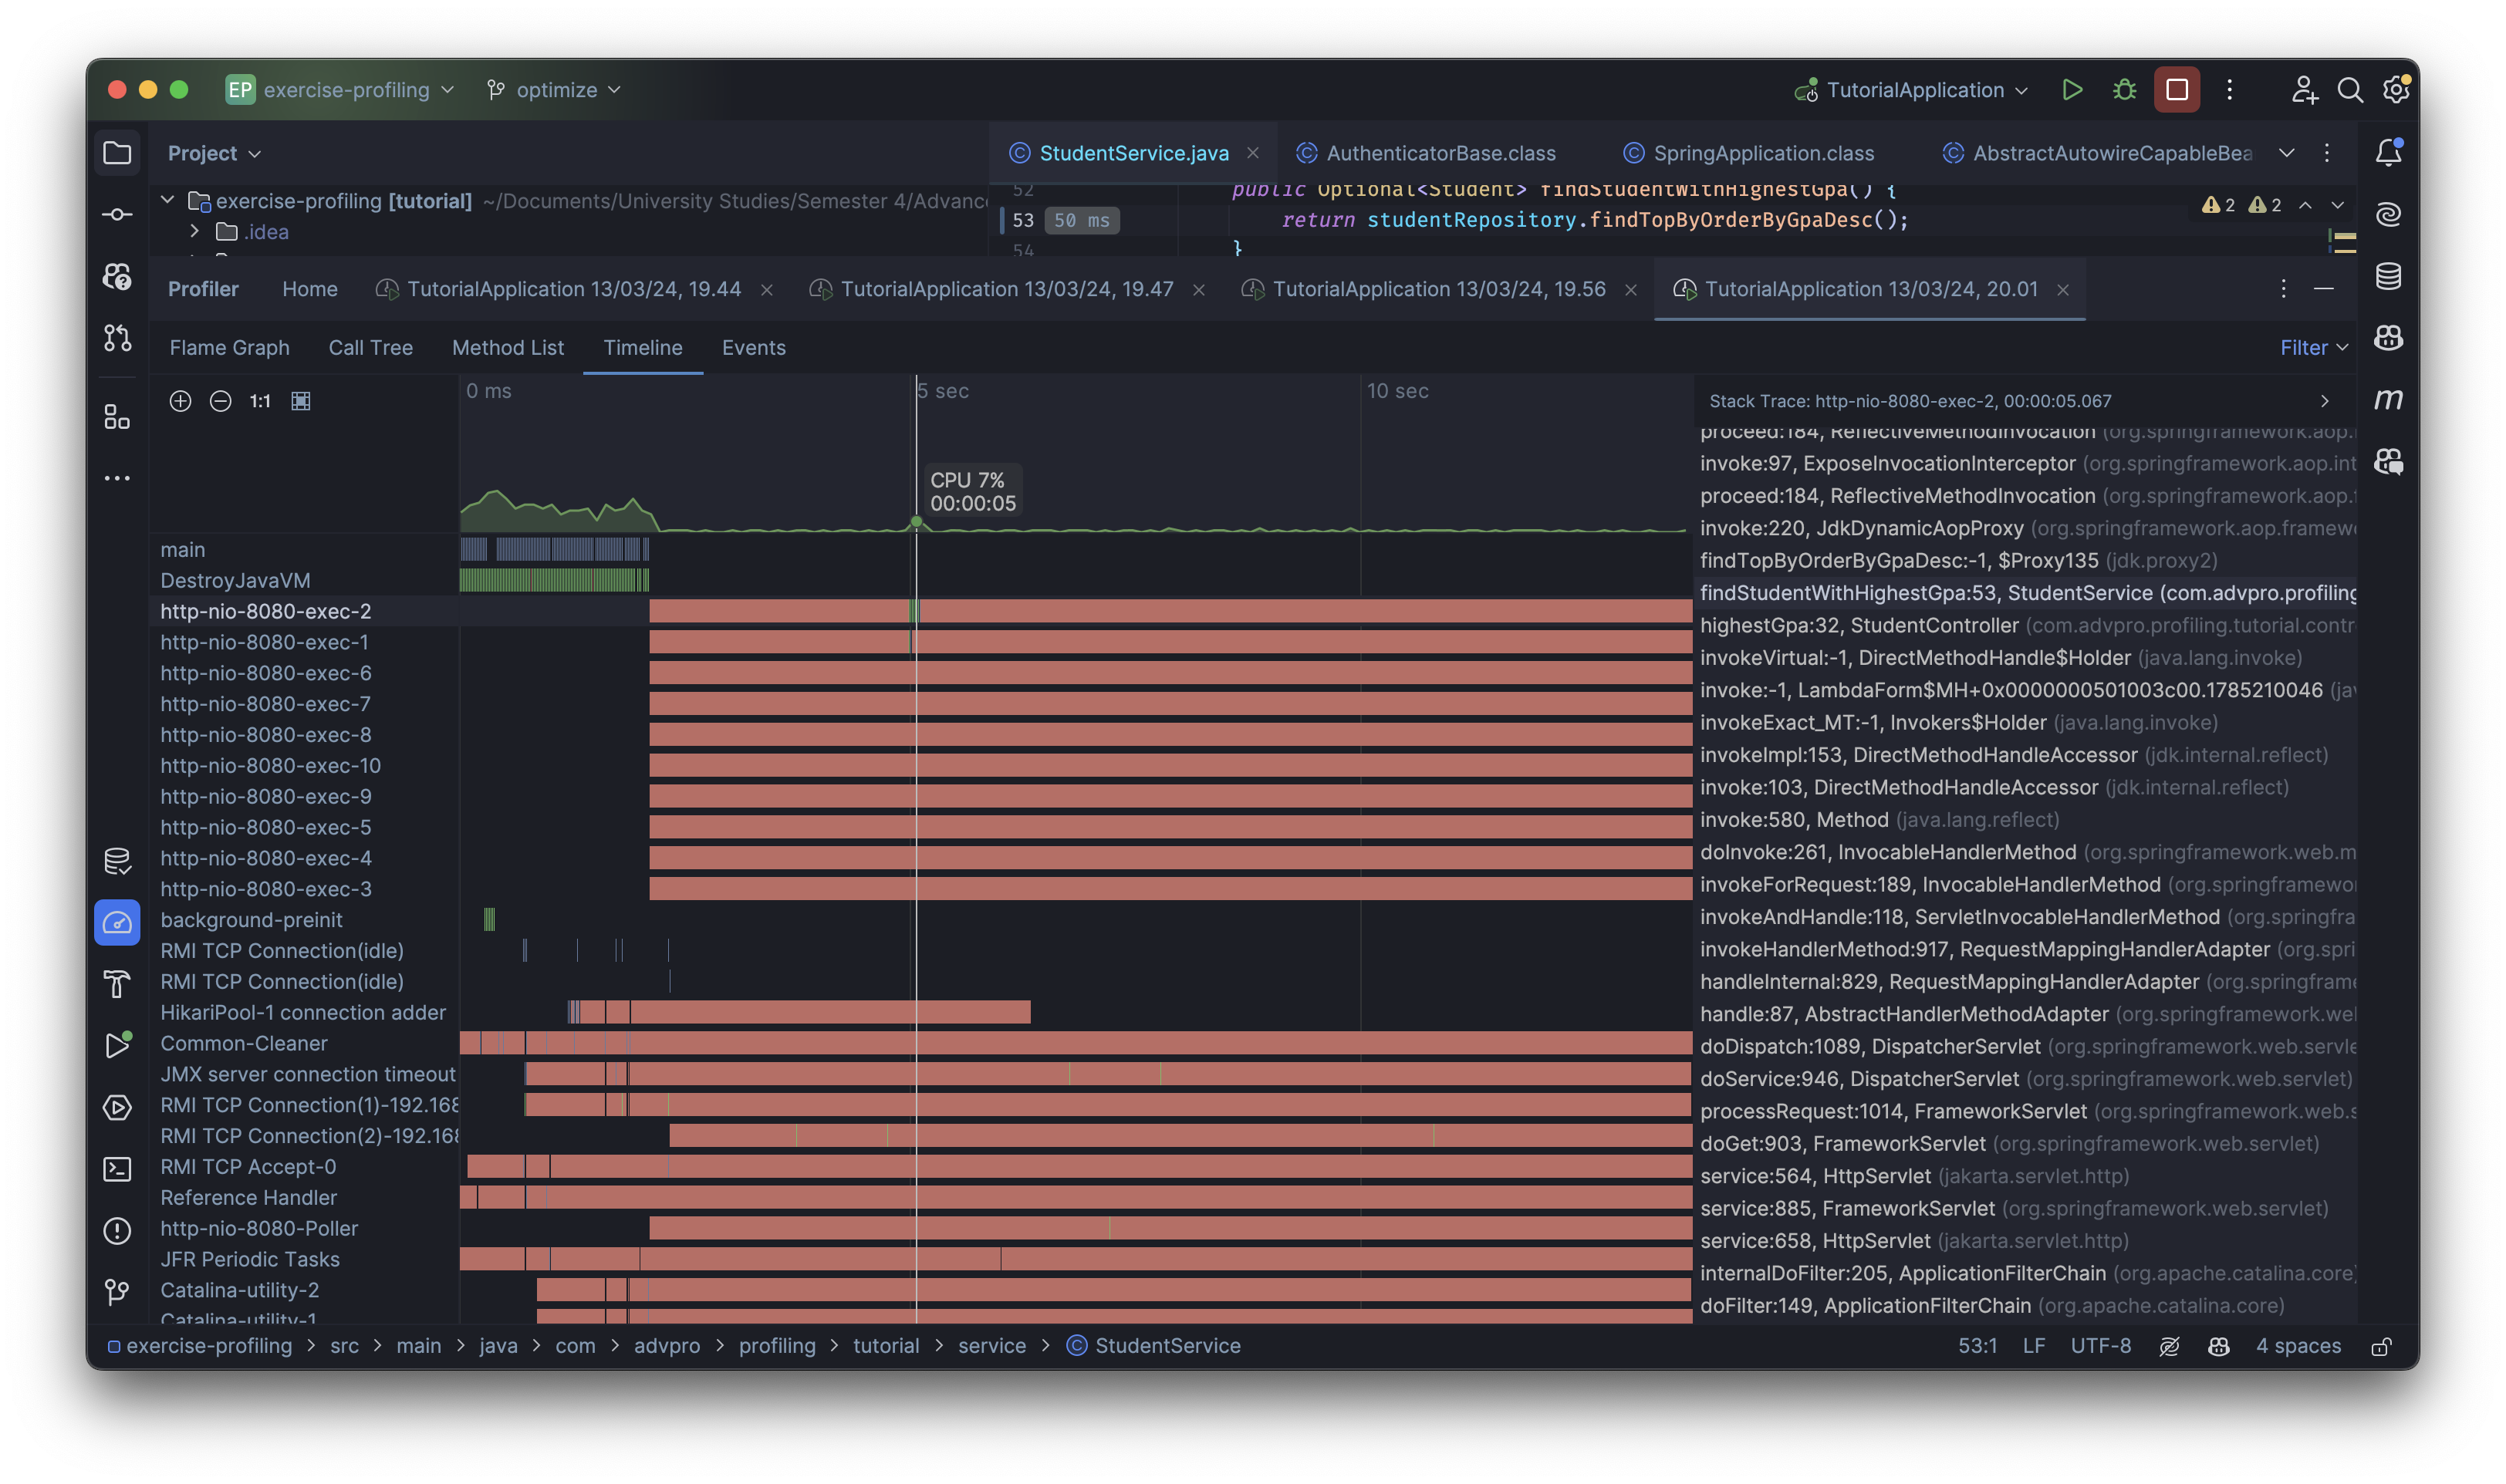 EP exercise-profiling optimize TutorialApplication
Project StudentService.java AuthenticatorBase.class SpringApplication.class AbstractAutowireCapableBea
exercise-profiling [tutorial] ~/Documents/University Studies/Semester 4/Advanc
.idea
52 public Optional<Student> findStudentWithHighestGpa() {
53 50 ms return studentRepository.findTopByOrderByGpaDesc();
54 }
2 2
Profiler Home TutorialApplication 13/03/24, 19.44 TutorialApplication 13/03/24, 19.47 TutorialApplication 13/03/24, 19.56 TutorialApplication 13/03/24, 20.01
Flame Graph Call Tree Method List Timeline Events Filter
1:1
0 ms 5 sec 10 sec
CPU 7%
00:00:05
main
DestroyJavaVM
http-nio-8080-exec-2
http-nio-8080-exec-1
http-nio-8080-exec-6
http-nio-8080-exec-7
http-nio-8080-exec-8
http-nio-8080-exec-10
http-nio-8080-exec-9
http-nio-8080-exec-5
http-nio-8080-exec-4
http-nio-8080-exec-3
background-preinit
RMI TCP Connection(idle)
RMI TCP Connection(idle)
HikariPool-1 connection adder
Common-Cleaner
JMX server connection timeout
RMI TCP Connection(1)-192.168
RMI TCP Connection(2)-192.168
RMI TCP Accept-0
Reference Handler
http-nio-8080-Poller
JFR Periodic Tasks
Catalina-utility-2
Catalina-utility-1
Stack Trace: http-nio-8080-exec-2, 00:00:05.067
proceed:184, ReflectiveMethodInvocation (org.springframework.aop.
invoke:97, ExposeInvocationInterceptor (org.springframework.aop.int
proceed:184, ReflectiveMethodInvocation (org.springframework.aop.
invoke:220, JdkDynamicAopProxy (org.springframework.aop.framew
findTopByOrderByGpaDesc:-1, $Proxy135 (jdk.proxy2)
findStudentWithHighestGpa:53, StudentService (com.advpro.profiling
highestGpa:32, StudentController (com.advpro.profiling.tutorial.contr
invokeVirtual:-1, DirectMethodHandle$Holder (java.lang.invoke)
invoke:-1, LambdaForm$MH+0x0000000501003c00.1785210046 (jav
invokeExact_MT:-1, Invokers$Holder (java.lang.invoke)
invokeImpl:153, DirectMethodHandleAccessor (jdk.internal.reflect)
invoke:103, DirectMethodHandleAccessor (jdk.internal.reflect)
invoke:580, Method (java.lang.reflect)
doInvoke:261, InvocableHandlerMethod (org.springframework.web.m
invokeForRequest:189, InvocableHandlerMethod (org.springframewor
invokeAndHandle:118, ServletInvocableHandlerMethod (org.springfra
invokeHandlerMethod:917, RequestMappingHandlerAdapter (org.spri
handleInternal:829, RequestMappingHandlerAdapter (org.springframe
handle:87, AbstractHandlerMethodAdapter (org.springframework.we
doDispatch:1089, DispatcherServlet (org.springframework.web.servle
doService:946, DispatcherServlet (org.springframework.web.servlet)
processRequest:1014, FrameworkServlet (org.springframework.web.s
doGet:903, FrameworkServlet (org.springframework.web.servlet)
service:564, HttpServlet (jakarta.servlet.http)
service:885, FrameworkServlet (org.springframework.web.servlet)
service:658, HttpServlet (jakarta.servlet.http)
internalDoFilter:205, ApplicationFilterChain (org.apache.catalina.core)
doFilter:149, ApplicationFilterChain (org.apache.catalina.core)
exercise-profiling > src > main > java > com > advpro > profiling > tutorial > service > StudentService 53:1 LF UTF-8 4 spaces